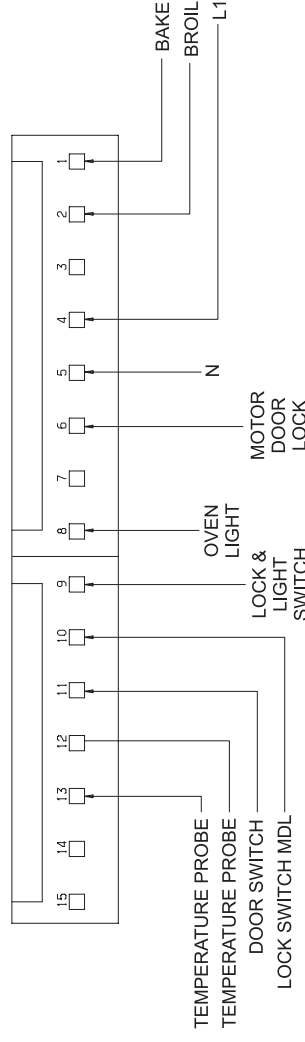 BAKE
BROIL
L1
1
2
3
4
5
6
7
8
9
10
11
12
13
14
15
N
MOTOR
DOOR
LOCK
OVEN
LIGHT
LOCK &
LIGHT
SWITCH
TEMPERATURE PROBE
TEMPERATURE PROBE
DOOR SWITCH
LOCK SWITCH MDL